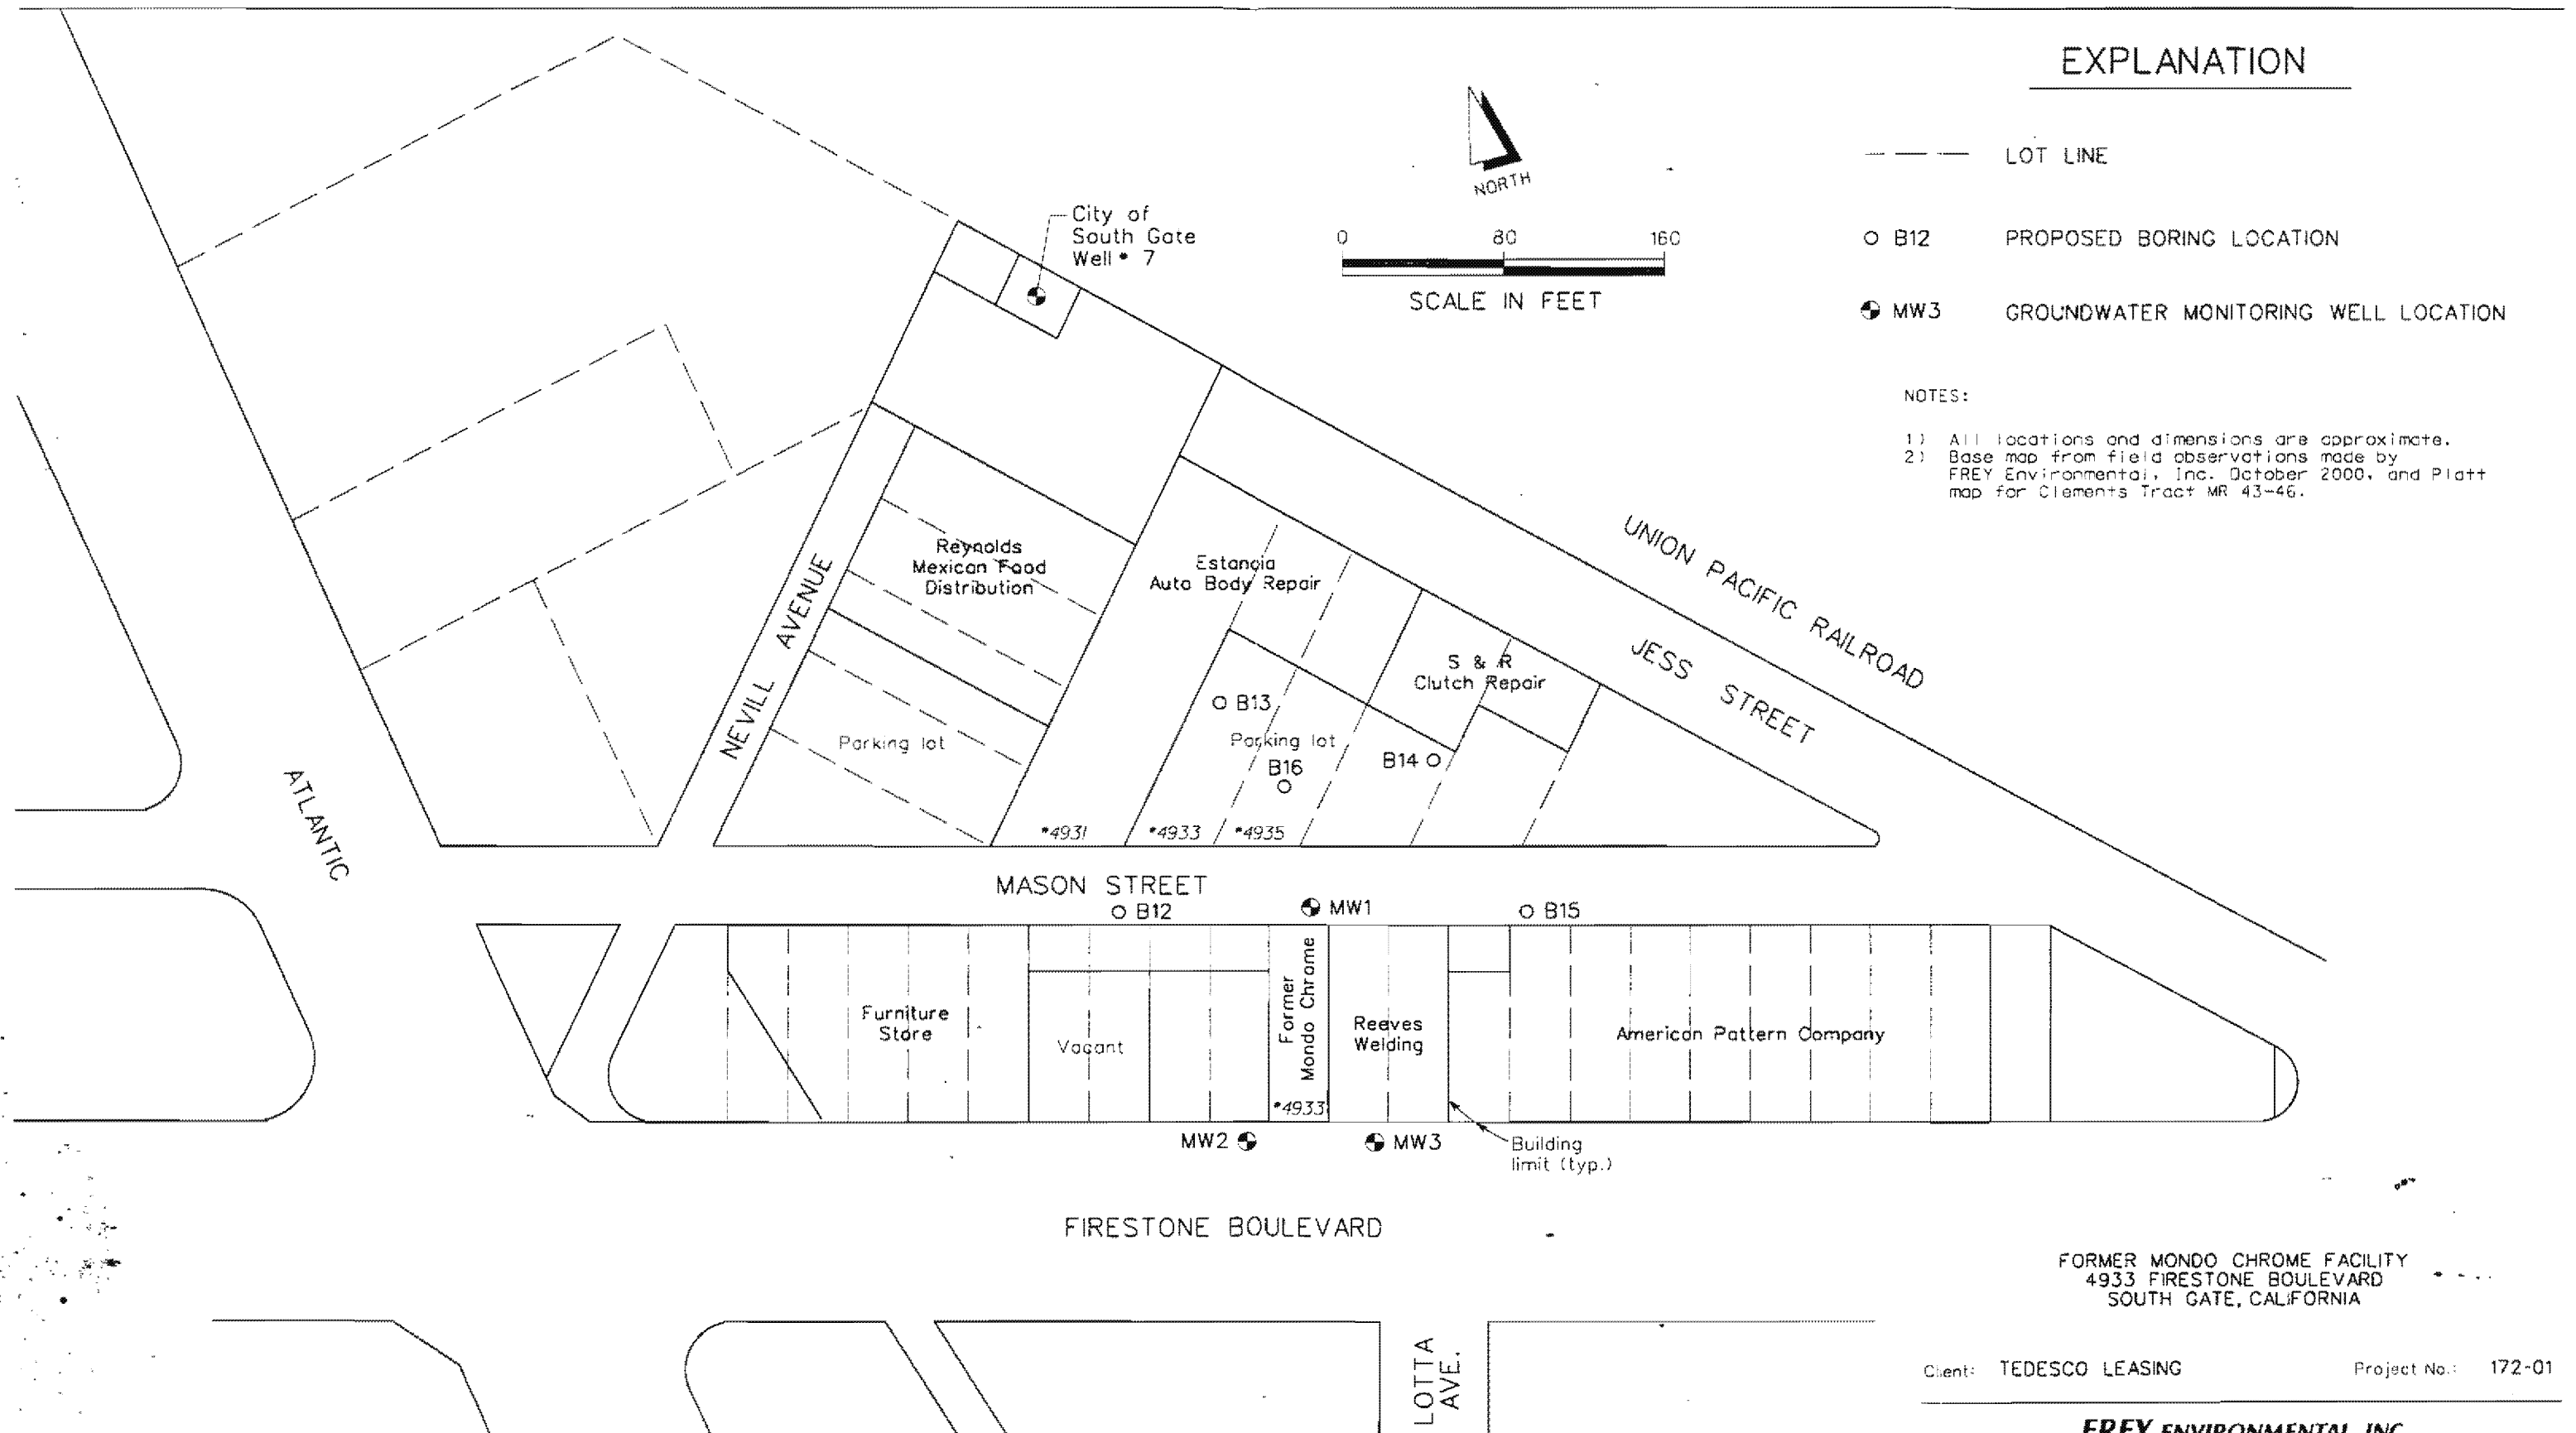 EXPLANATION
LOT LINE
B12 PROPOSED BORING LOCATION
MW3 GROUNDWATER MONITORING WELL LOCATION
NOTES:
1) All locations and dimensions are approximate.
2) Base map from field observations made by
FREY Environmental, Inc. October 2000, and Platt
map for Clements Tract MR 43-46.
NORTH
0 80 160
SCALE IN FEET
City of
South Gate
Well # 7
UNION PACIFIC RAILROAD
JESS STREET
NEVILL AVENUE
ATLANTIC
Reynolds
Mexican Food
Distribution
Estancia
Auto Body Repair
S & R
Clutch Repair
B13
Parking lot
Parking lot
B16
B14
#4931
#4933
#4935
MASON STREET
B12
MW1
B15
Furniture
Store
Vacant
Former
Mondo Chrome
#4933
Reeves
Welding
American Pattern Company
MW2
MW3
Building
limit (typ.)
FIRESTONE BOULEVARD
LOTTA
AVE.
FORMER MONDO CHROME FACILITY
4933 FIRESTONE BOULEVARD
SOUTH GATE, CALIFORNIA
Client: TEDESCO LEASING
Project No.: 172-01
FREY ENVIRONMENTAL, INC.